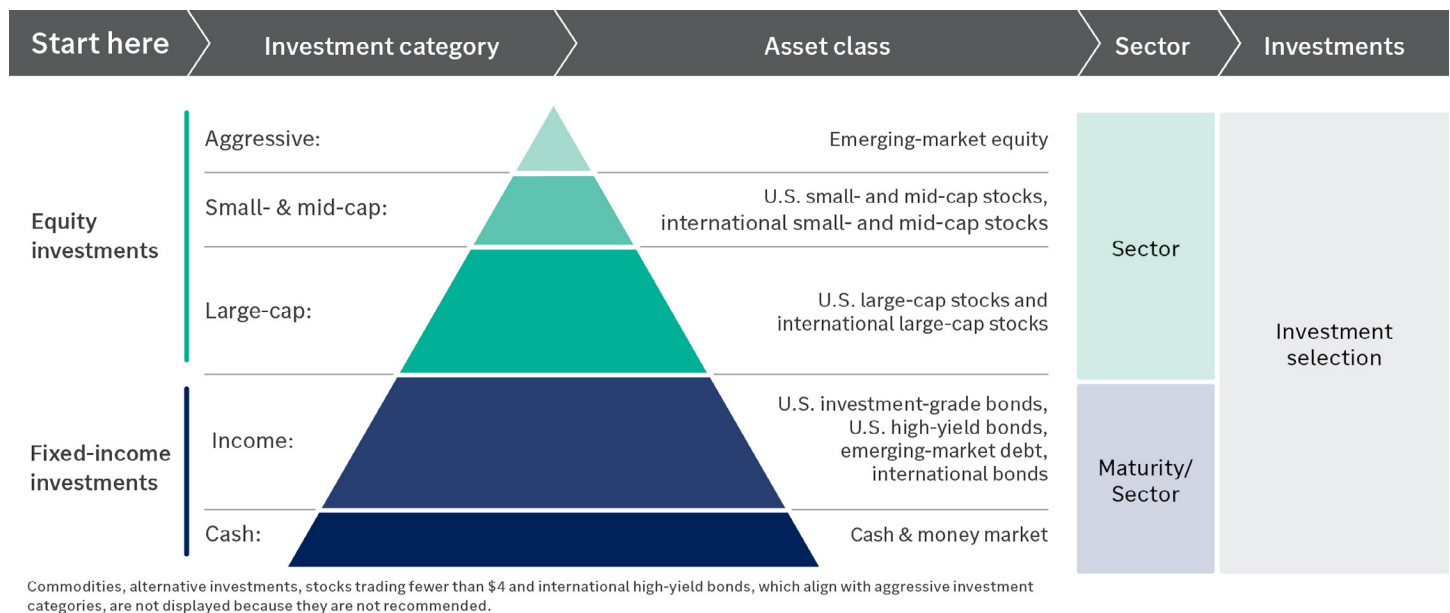 Start here
Investment category
Asset class
Sector
Investments
Equity
investments
Aggressive:
Emerging-market equity
Small- & mid-cap:
U.S. small- and mid-cap stocks,
international small- and mid-cap stocks
Large-cap:
U.S. large-cap stocks and
international large-cap stocks
Sector
Investment
selection
Fixed-income
investments
Income:
U.S. investment-grade bonds,
U.S. high-yield bonds,
emerging-market debt,
international bonds
Maturity/
Sector
Cash:
Cash & money market
Commodities, alternative investments, stocks trading fewer than $4 and international high-yield bonds, which align with aggressive investment
categories, are not displayed because they are not recommended.